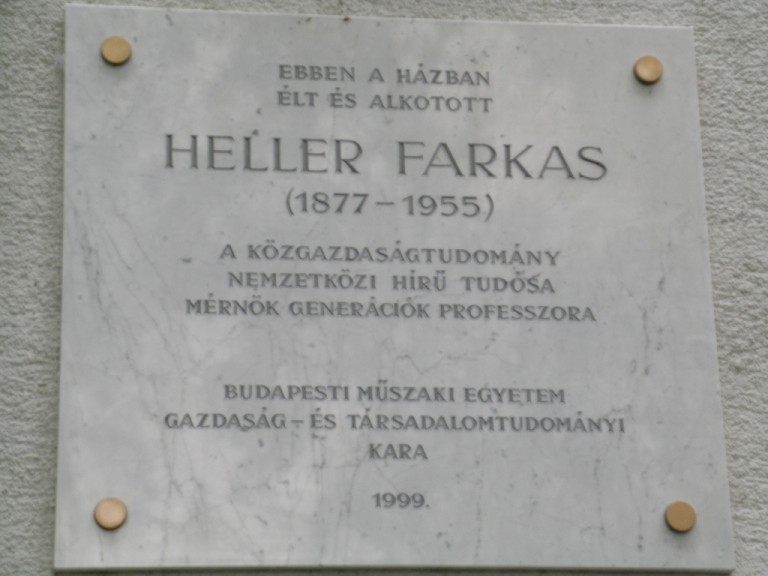 EBBEN A HÁZBAN
ÉLT ÉS ALKOTOTT
HELLER FARKAS
(1877-1955)
A KÖZGAZDASÁGTUDOMÁNY
NEMZETKÖZI HÍRŰ TUDÓSA
MÉRNÖK GENERÁCIÓK PROFESSZORA
BUDAPESTI MŰSZAKI EGYETEM
GAZDASÁG-ÉS TÁRSADALOMTUDOMÁNYI
KARA
1999.